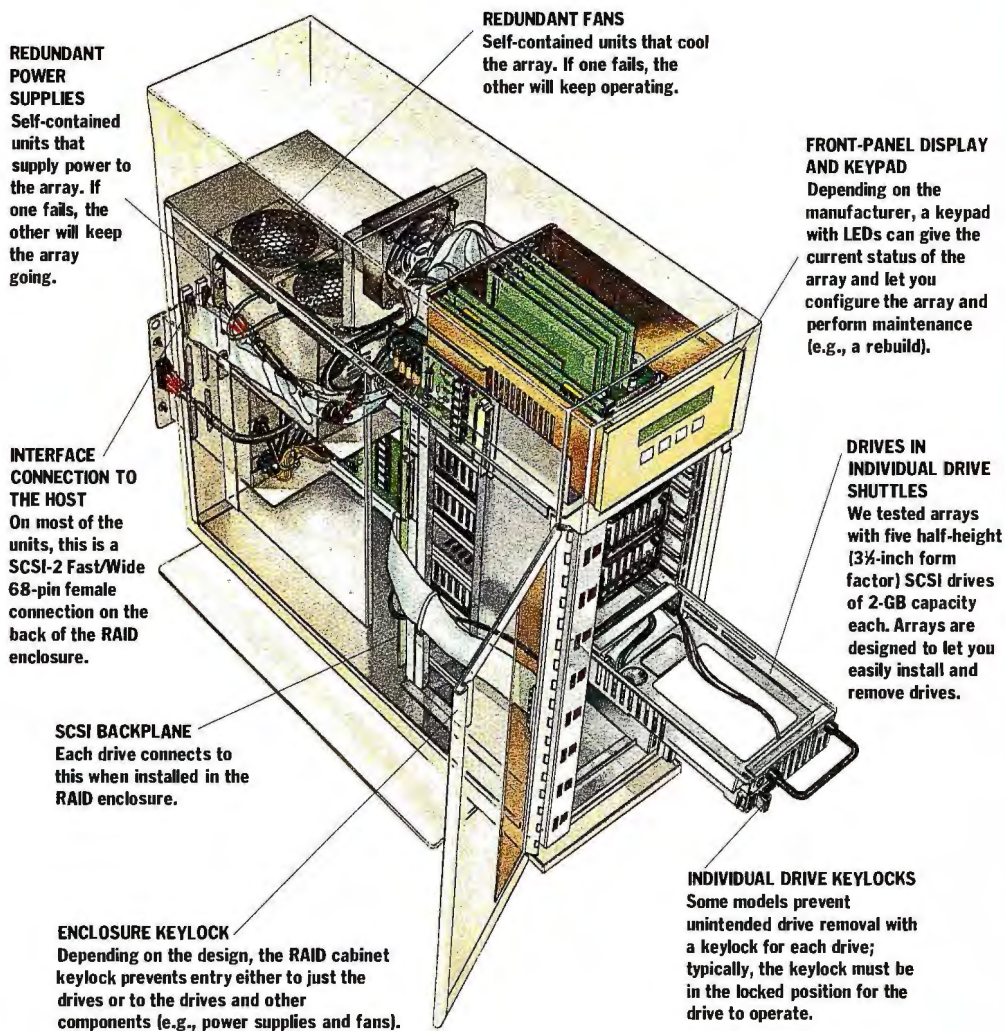 REDUNDANT
POWER
SUPPLIES
Self-contained
units that
supply power to
the array. If
one fails, the
other will keep
the array
going.
REDUNDANT FANS
Self-contained units that cool
the array. If one fails, the
other will keep operating.
FRONT-PANEL DISPLAY
AND KEYPAD
Depending on the
manufacturer, a keypad
with LEDs can give the
current status of the
array and let you
configure the array and
perform maintenance
(e.g., a rebuild).
INTERFACE
CONNECTION TO
THE HOST
On most of the
units, this is a
SCSI-2 Fast/Wide
68-pin female
connection on the
back of the RAID
enclosure.
DRIVES IN
INDIVIDUAL DRIVE
SHUTTLES
We tested arrays
with five half-height
(3½-inch form
factor) SCSI drives
of 2-GB capacity
each. Arrays are
designed to let you
easily install and
remove drives.
SCSI BACKPLANE
Each drive connects to
this when installed in the
RAID enclosure.
ENCLOSURE KEYLOCK
Depending on the design, the RAID cabinet
keylock prevents entry either to just the
drives or to the drives and other
components (e.g., power supplies and fans).
INDIVIDUAL DRIVE KEYLOCKS
Some models prevent
unintended drive removal with
a keylock for each drive;
typically, the keylock must be
in the locked position for the
drive to operate.